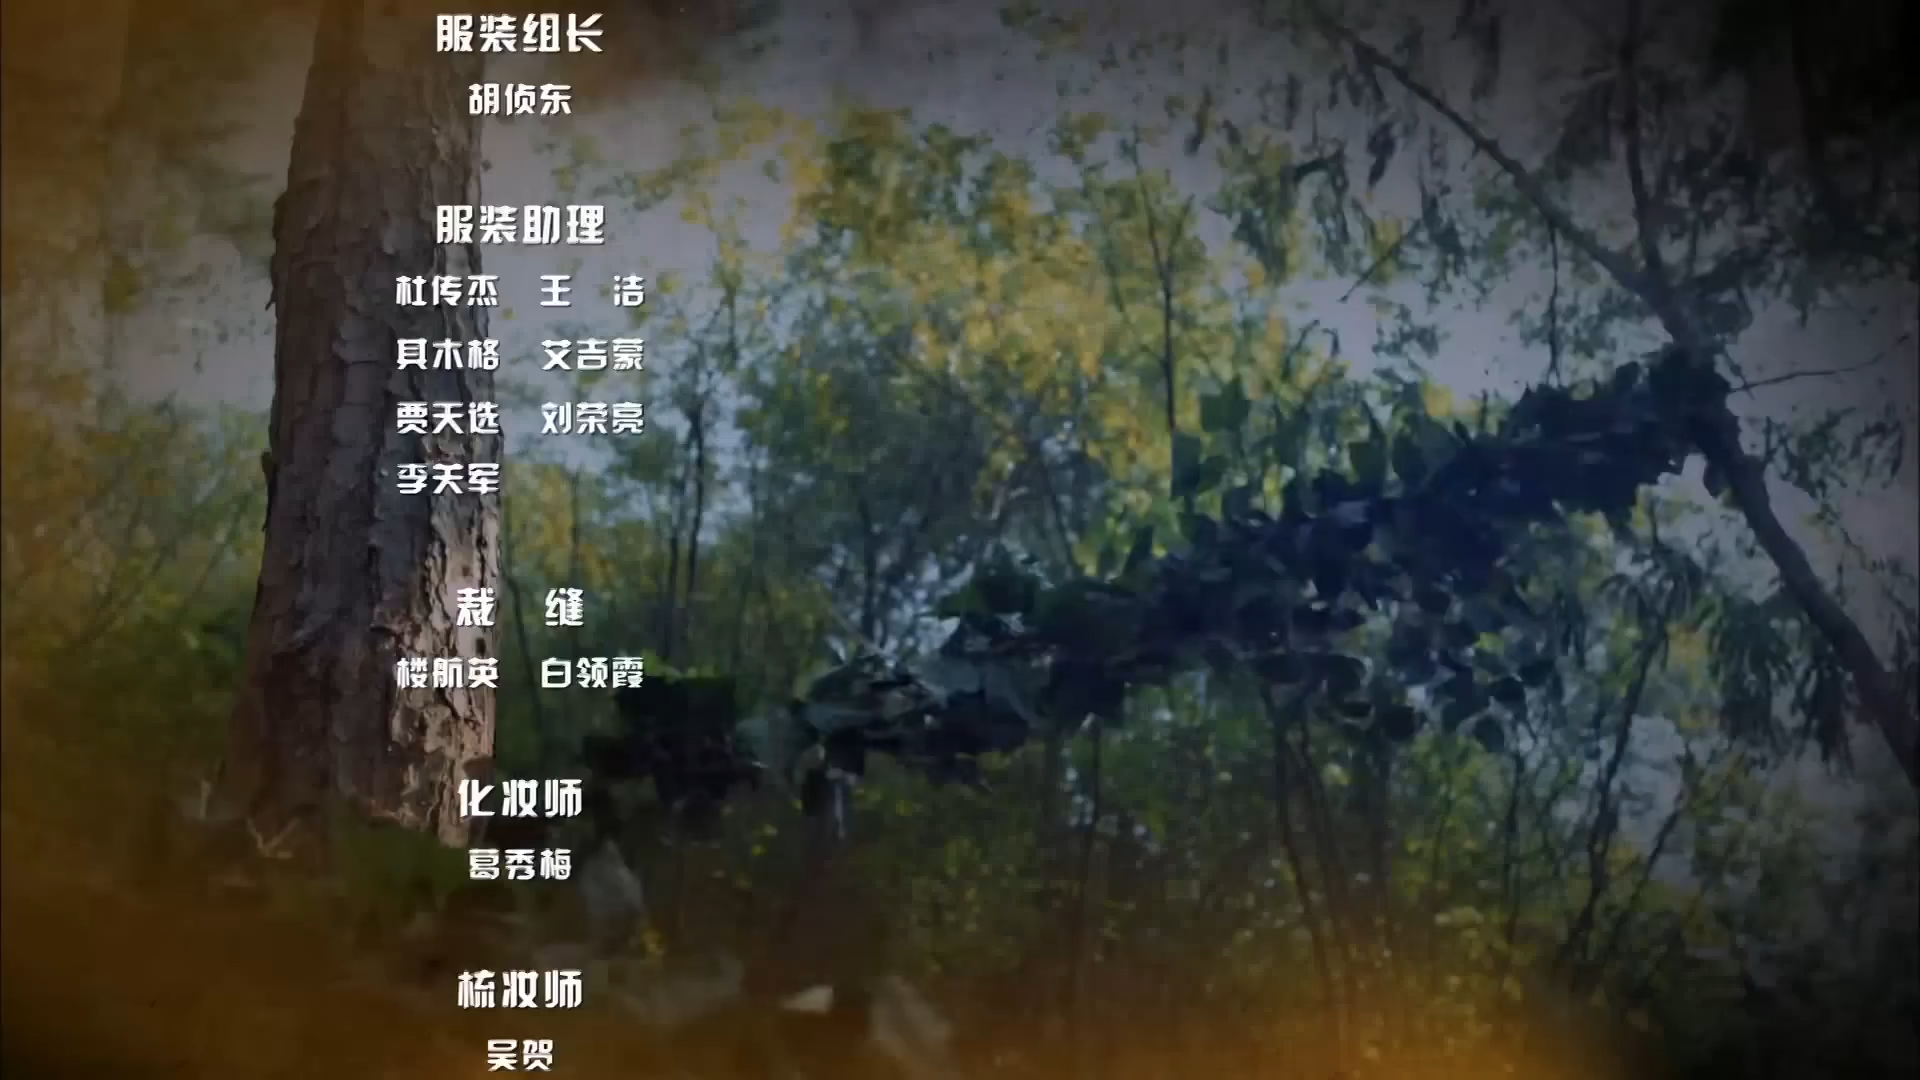 服装组长
胡侦东
服装助理
杜传杰 王 洁
其木格 艾吉蒙
贾天选 刘荣亮
李关军
裁 缝
楼航英 白领霞
化妆师
葛秀梅
梳妆师
吴贺